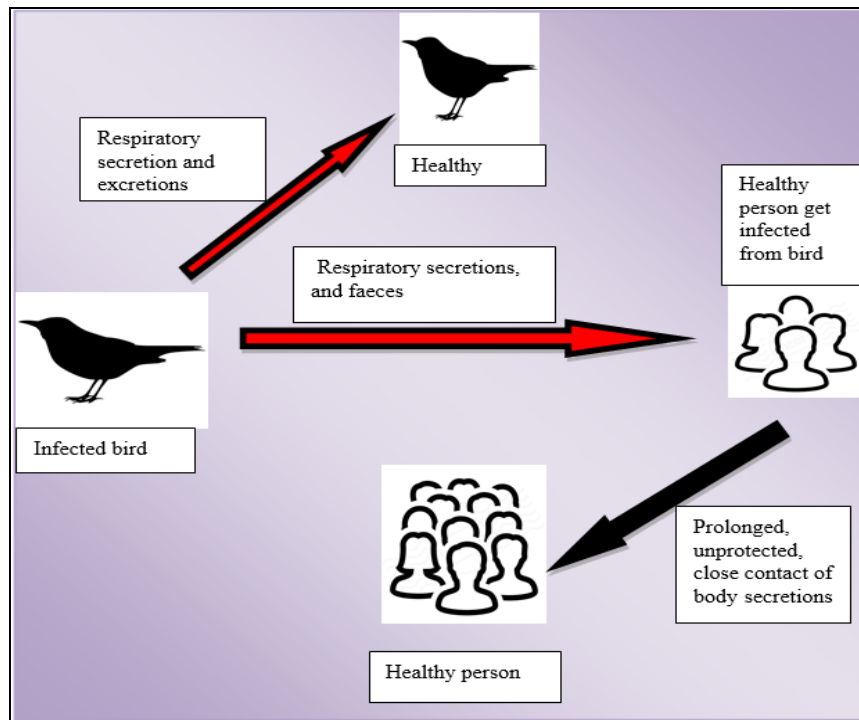 Respiratory
secretion and
excretions
Healthy
Healthy
person get
infected
from bird
Respiratory secretions,
and faeces
Infected bird
Prolonged,
unprotected,
close contact of
body secretions
Healthy person